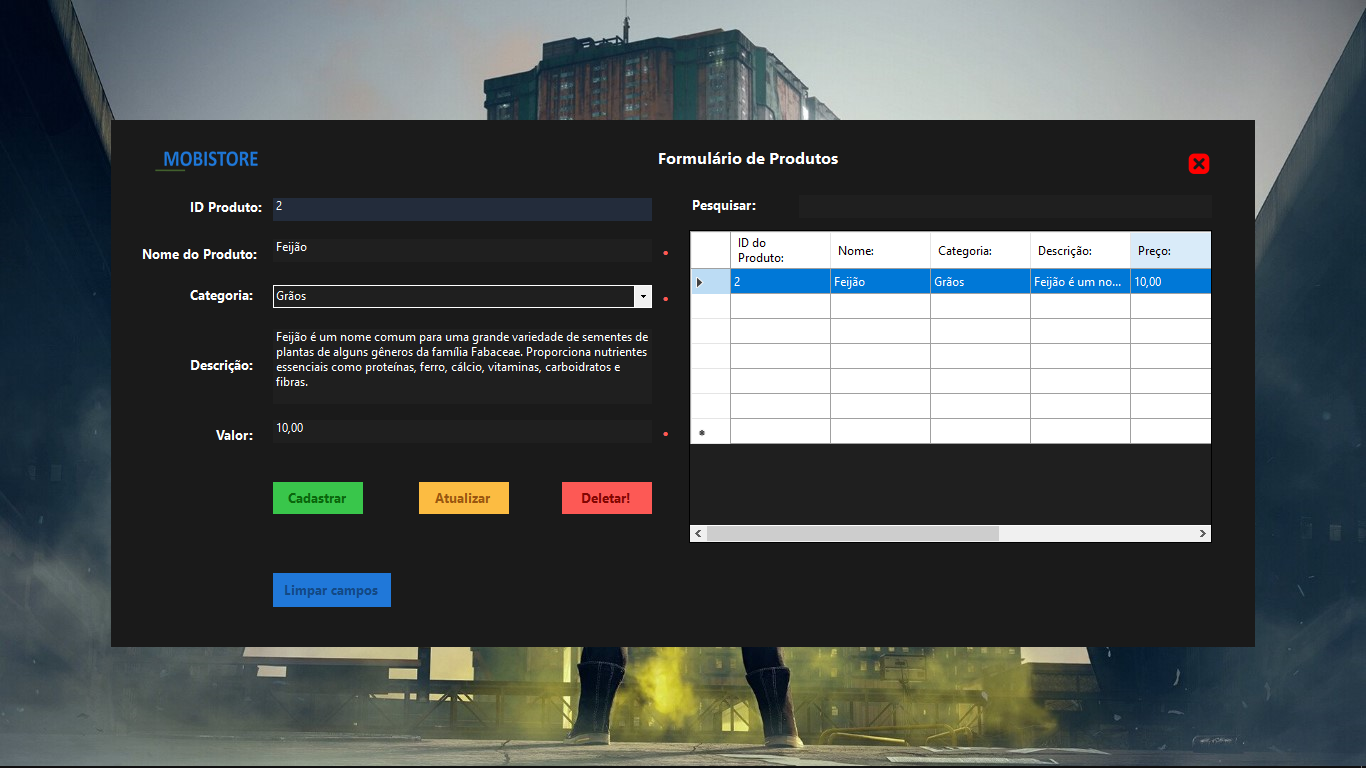 MOBISTORE
Formulário de Produtos
ID Produto:
2
Nome do Produto:
Feijão
Categoria:
Grãos
Descrição:
Feijão é um nome comum para uma grande variedade de sementes de
plantas de alguns gêneros da família Fabaceae. Proporciona nutrientes
essenciais como proteínas, ferro, cálcio, vitaminas, carboidratos e
fibras.
Valor:
10,00
Cadastrar
Atualizar
Deletar!
Limpar campos
Pesquisar:
ID do
Produto:
Nome:
Categoria:
Descrição:
Preço:
2
Feijão
Grãos
Feijão é um no...
10,00